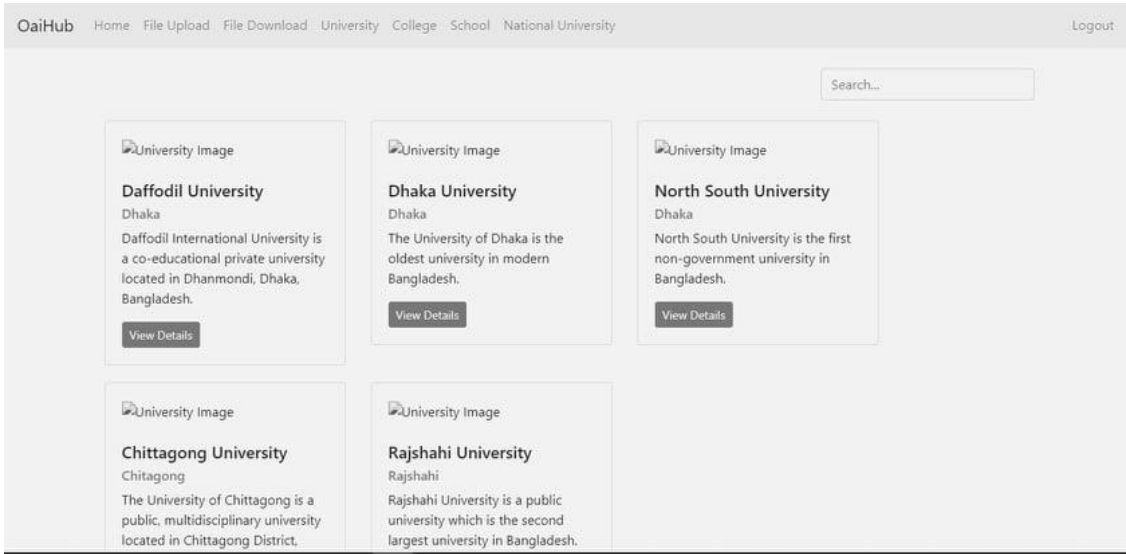 OaiHub Home File Upload File Download University College School National University Logout
Search...
University Image
Daffodil University
Dhaka
Daffodil International University is
a co-educational private university
located in Dhanmondi, Dhaka,
Bangladesh.
View Details
University Image
Dhaka University
Dhaka
The University of Dhaka is the
oldest university in modern
Bangladesh.
View Details
University Image
North South University
Dhaka
North South University is the first
non-government university in
Bangladesh.
View Details
University Image
Chittagong University
Chitagong
The University of Chittagong is a
public, multidisciplinary university
located in Chittagong District,
University Image
Rajshahi University
Rajshahi
Rajshahi University is a public
university which is the second
largest university in Bangladesh.